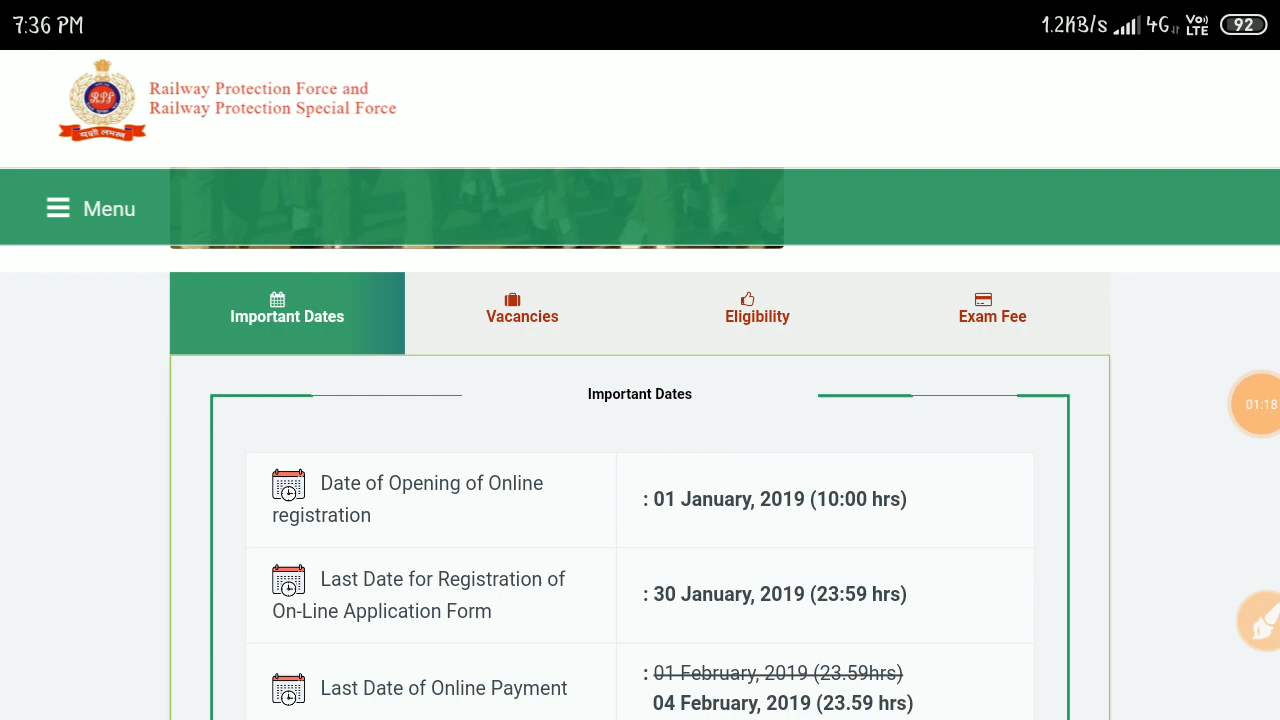 7:36 PM
1.2KB/s 4G Vo) LTE 92
RPF
यशो लभस्व
Railway Protection Force and
Railway Protection Special Force
Menu
Important Dates
Vacancies
Eligibility
Exam Fee
Important Dates
Date of Opening of Online
registration
: 01 January, 2019 (10:00 hrs)
Last Date for Registration of
On-Line Application Form
: 30 January, 2019 (23:59 hrs)
Last Date of Online Payment
: 01 February, 2019 (23.59hrs)
04 February, 2019 (23.59 hrs)
01:18